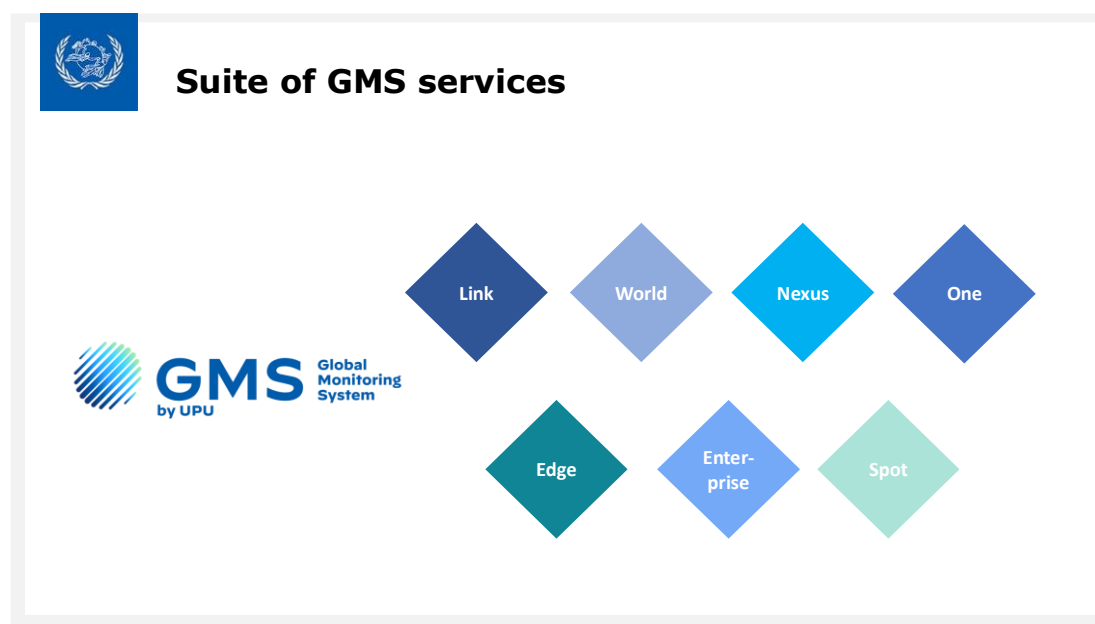 Suite of GMS services
Link
World
Nexus
One
GMS
Global
Monitoring
System
by UPU
Edge
Enter-
prise
Spot